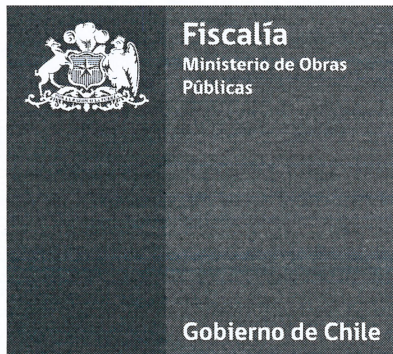 Fiscalía
Ministerio de Obras
Públicas
Gobierno de Chile